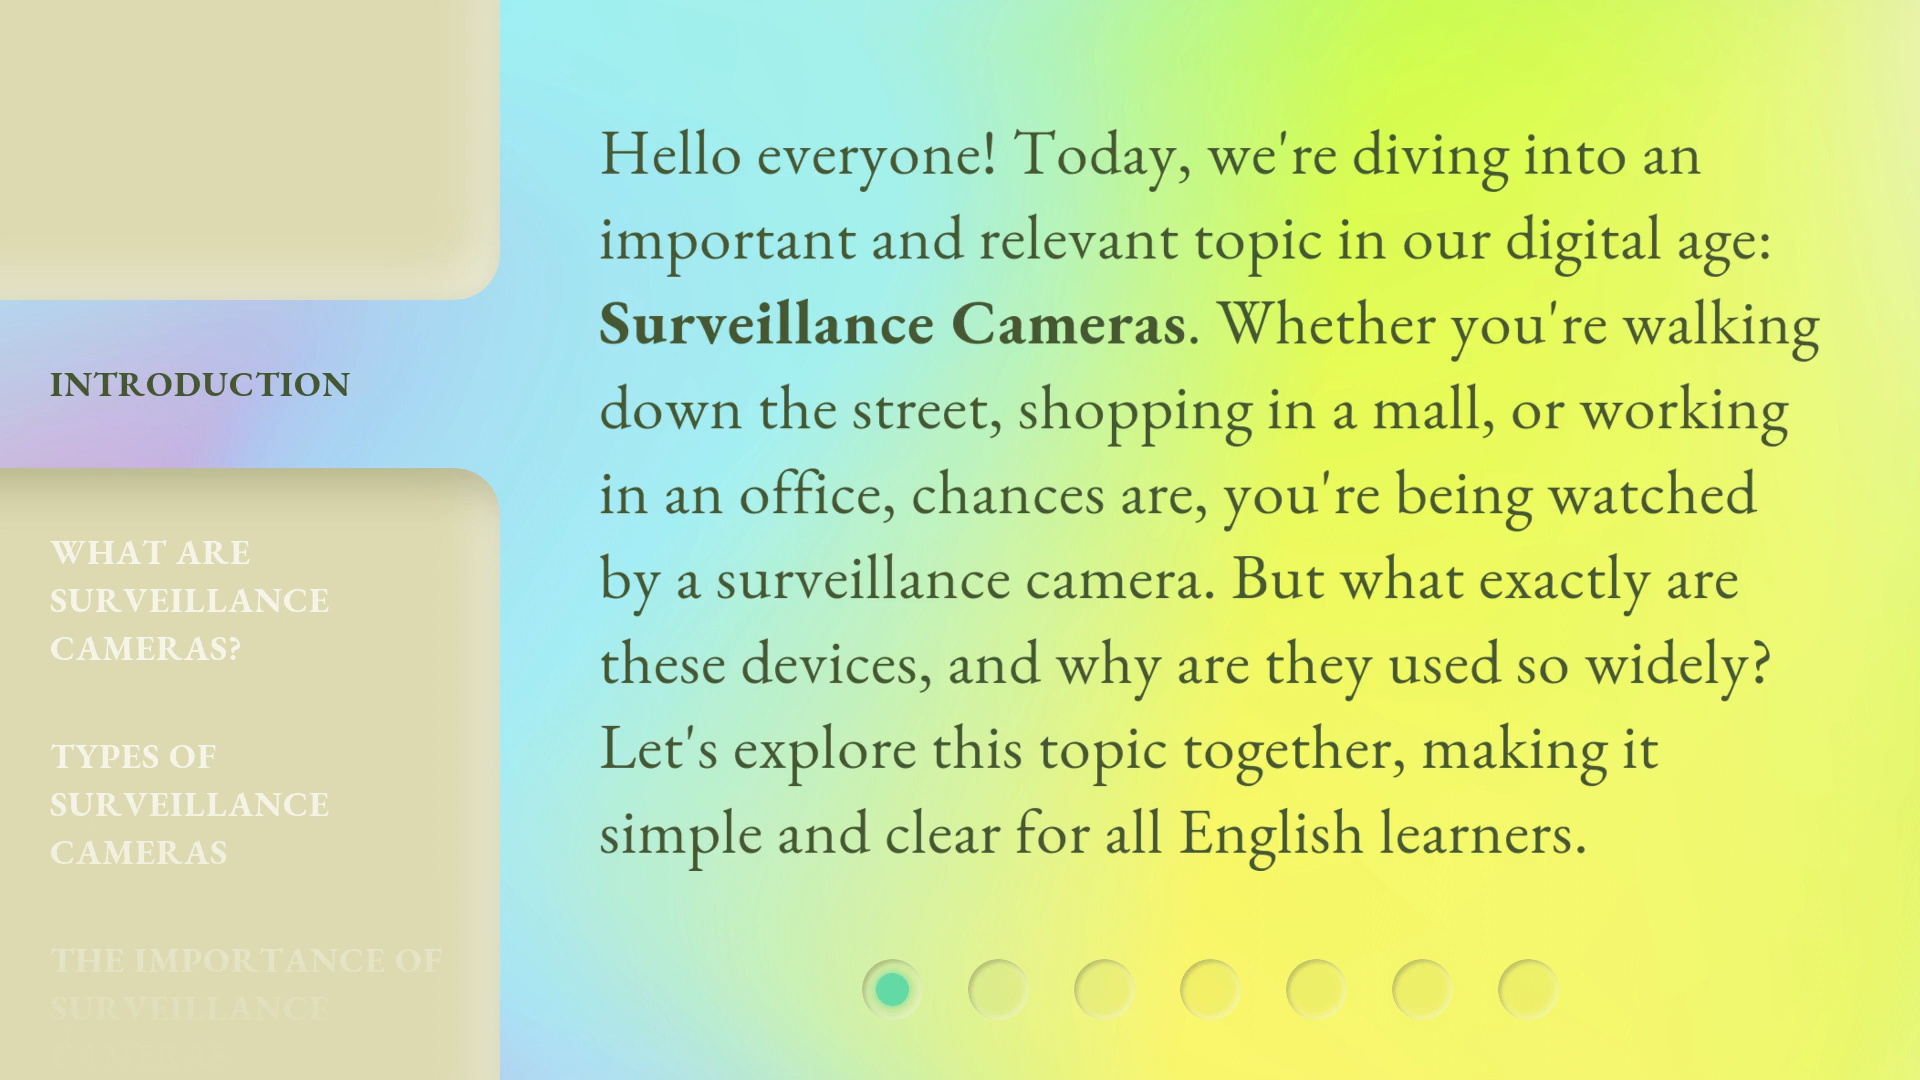 INTRODUCTION
WHAT ARE
SURVEILLANCE
CAMERAS?
TYPES OF
SURVEILLANCE
CAMERAS
THE IMPORTANCE OF
SURVEILLANCE
CAMERAS
Hello everyone! Today, we're diving into an
important and relevant topic in our digital age:
Surveillance Cameras. Whether you're walking
down the street, shopping in a mall, or working
in an office, chances are, you're being watched
by a surveillance camera. But what exactly are
these devices, and why are they used so widely?
Let's explore this topic together, making it
simple and clear for all English learners.